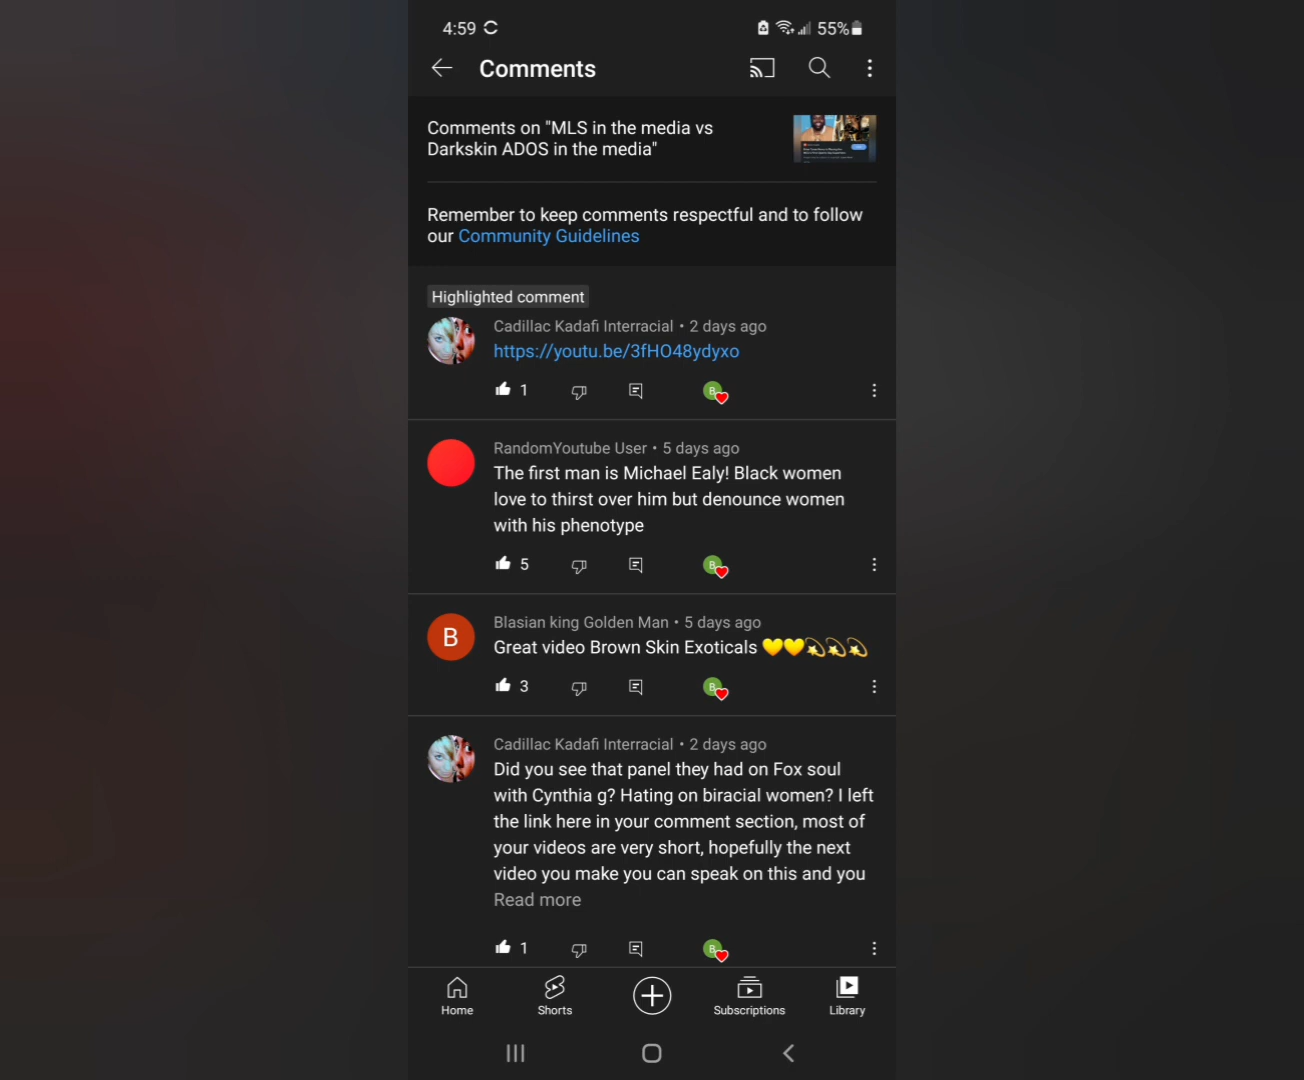 4:59
55%
Comments
Comments on "MLS in the media vs
Darkskin ADOS in the media"
Remember to keep comments respectful and to follow
our Community Guidelines
Highlighted comment
Cadillac Kadafi Interracial • 2 days ago
https://youtu.be/3fHO48ydyxo
1
B
RandomYoutube User • 5 days ago
The first man is Michael Ealy! Black women
love to thirst over him but denounce women
with his phenotype
5
B
B
Blasian king Golden Man • 5 days ago
Great video Brown Skin Exoticals 💛💛💫💫💫
3
B
Cadillac Kadafi Interracial • 2 days ago
Did you see that panel they had on Fox soul
with Cynthia g? Hating on biracial women? I left
the link here in your comment section, most of
your videos are very short, hopefully the next
video you make you can speak on this and you
Read more
1
B
Home
Shorts
Subscriptions
Library